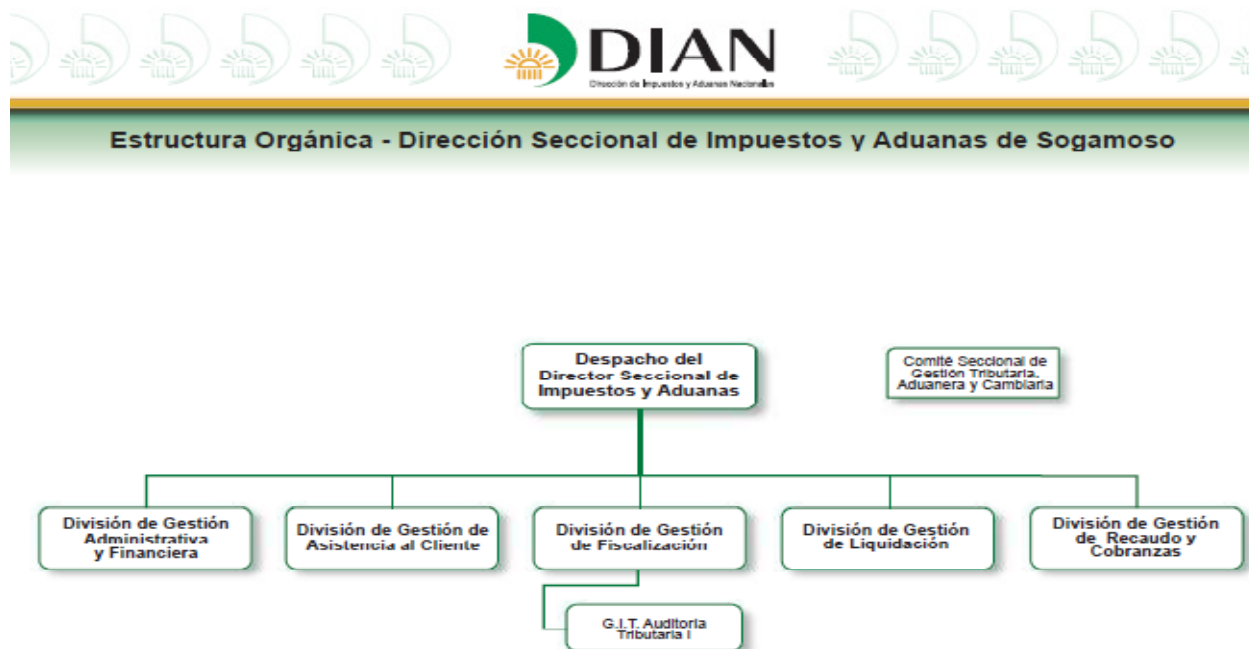 DIAN
Dirección de Impuestos y Aduanas Nacionales
Estructura Orgánica - Dirección Seccional de Impuestos y Aduanas de Sogamoso
Despacho del
Director Seccional de
Impuestos y Aduanas
Comité Seccional de
Gestión Tributaria,
Aduanera y Cambiaria
División de Gestión
Administrativa
y Financiera
División de Gestión de
Asistencia al Cliente
División de Gestión
de Fiscalización
División de Gestión
de Liquidación
División de Gestión
de Recaudo y
Cobranzas
G.I.T. Auditoria
Tributaria I